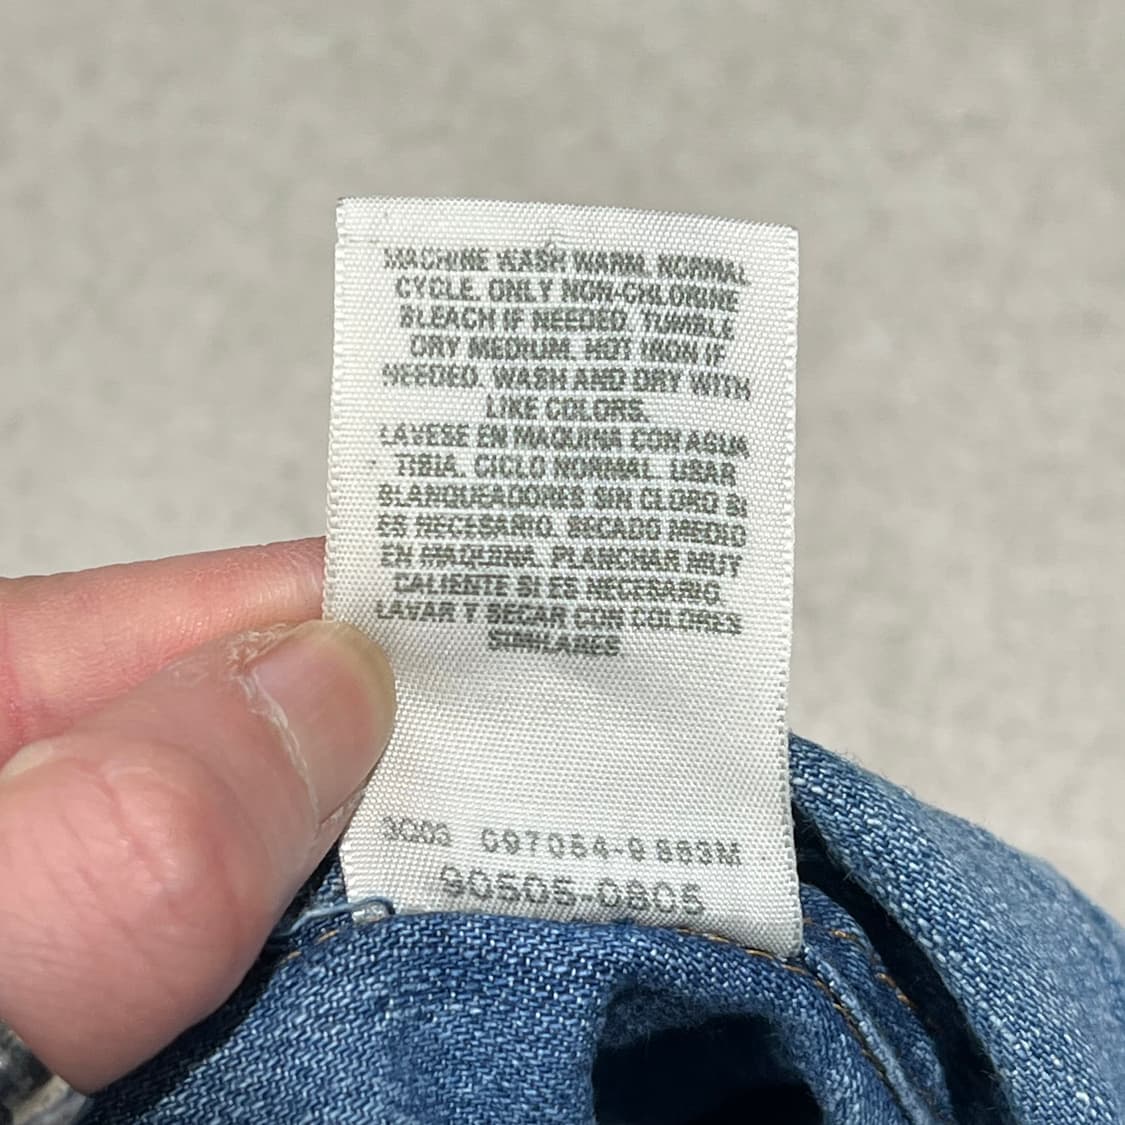 MACHINE WASH WARM. NORMAL
CYCLE. ONLY NON-CHLORINE
BLEACH IF NEEDED. TUMBLE
DRY MEDIUM. HOT IRON IF
NEEDED. WASH AND DRY WITH
LIKE COLORS.
LAVESE EN MAQUINA CON AGUA
TIBIA. CICLO NORMAL. USAR
BLANQUEADORES SIN CLORO SI
ES NECESARIO. SECADO MEDIO
EN MAQUINA. PLANCHAR MUY
CALIENTE SI ES NECESARIO.
LAVAR Y SECAR CON COLORES
SIMILARES
90505-0805